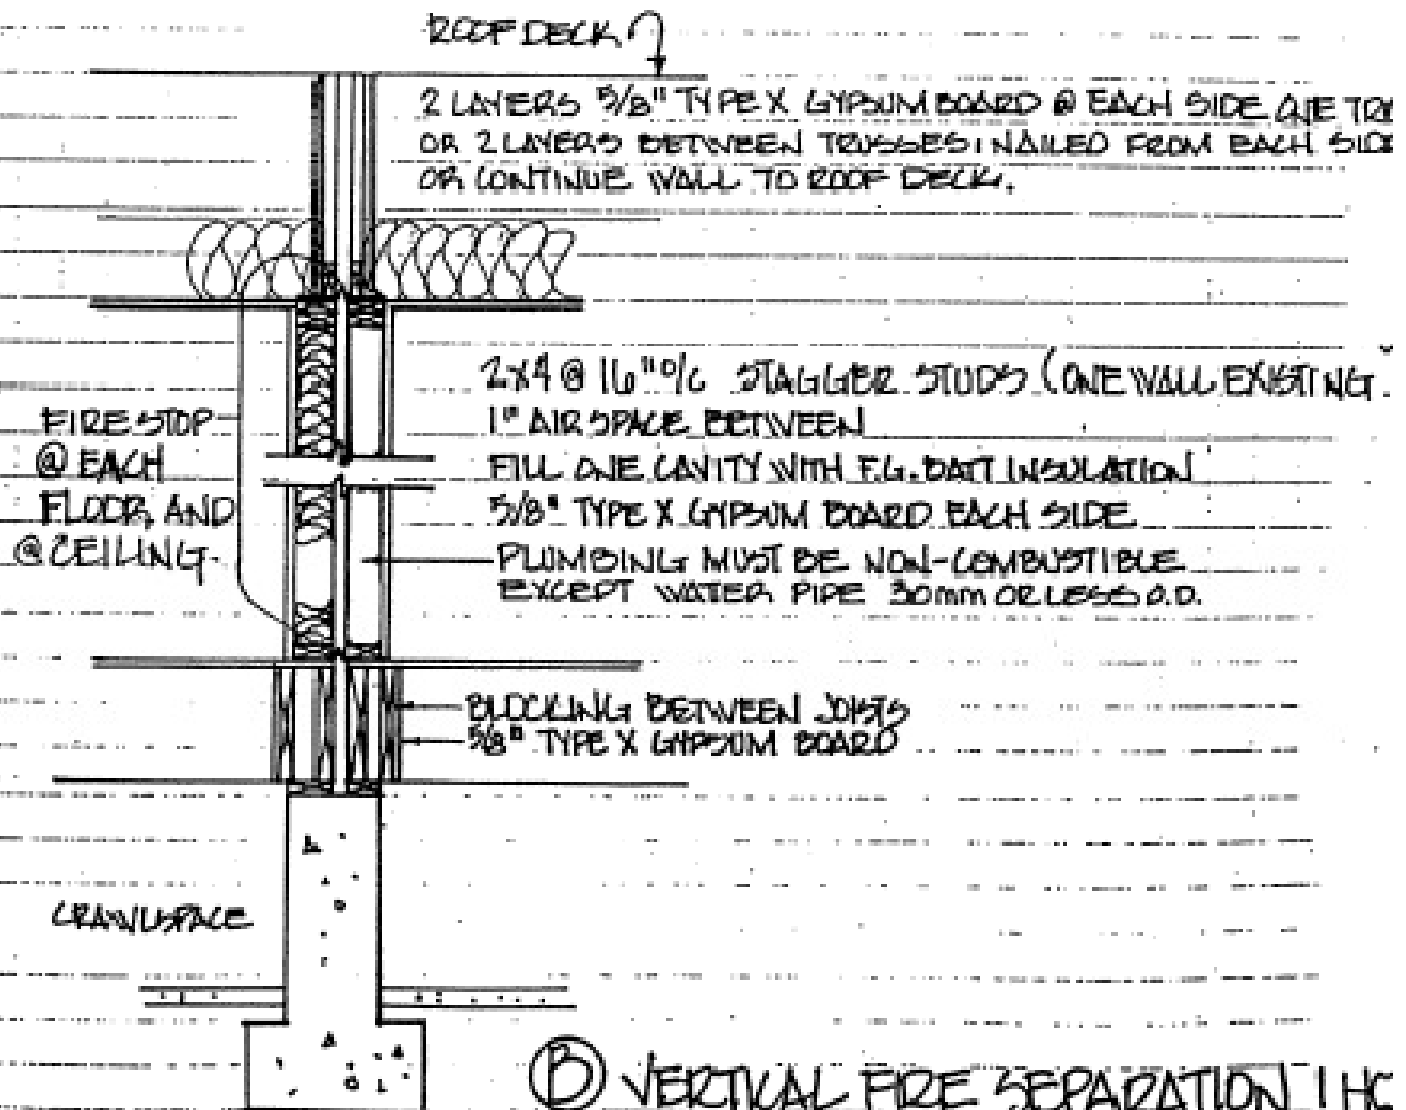 ROOF DECK
2 LAYERS 5/8" TYPE X GYPSUM BOARD @ EACH SIDE ONE
OR 2 LAYERS BETWEEN TRUSSES; NAILED FROM EACH SIDE
OR CONTINUE WALL TO ROOF DECK.
2X4 @ 16" O/C STAGGER STUDS (ONE WALL EXISTING.
1" AIR SPACE BETWEEN
FILL ONE CAVITY WITH F.G. BATT INSULATION
5/8" TYPE X GYPSUM BOARD EACH SIDE
PLUMBING MUST BE NON-COMBUSTIBLE
EXCEPT WATER PIPE 30mm OR LESS O.D.
FIRE STOP
@ EACH
FLOOR, AND
@ CEILING.
BLOCKING BETWEEN JOISTS
5/8" TYPE X GYPSUM BOARD
CRAWLSPACE
B VERTICAL FIRE SEPARATION 1